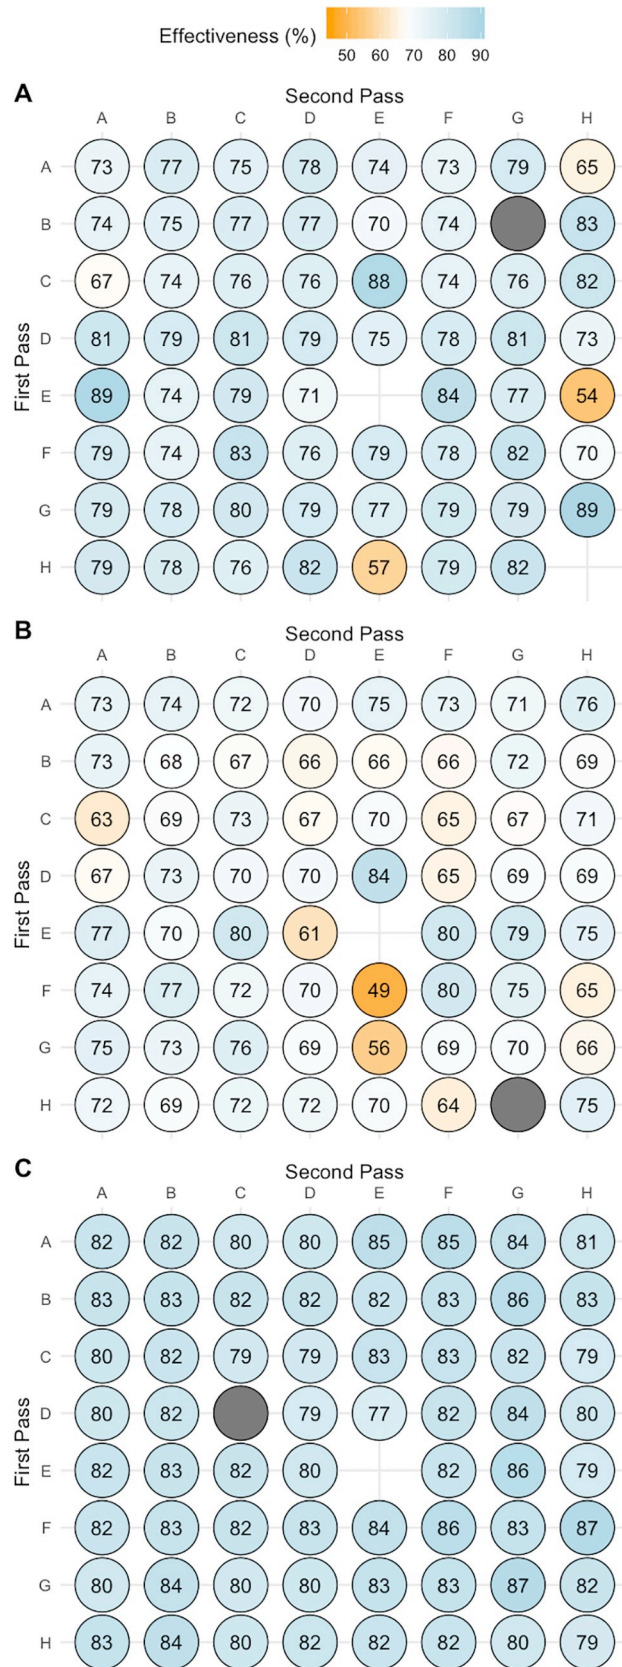 Effectiveness (%)
50 60 70 80 90
A
Second Pass
A B C D E F G H
First Pass
A 73 77 75 78 74 73 79 65
B 74 75 77 77 70 74 83
C 67 74 76 76 88 74 76 82
D 81 79 81 79 75 78 81 73
E 89 74 79 71 84 77 54
F 79 74 83 76 79 78 82 70
G 79 78 80 79 77 79 79 89
H 79 78 76 82 57 79 82
B
Second Pass
A B C D E F G H
First Pass
A 73 74 72 70 75 73 71 76
B 73 68 67 66 66 66 72 69
C 63 69 73 67 70 65 67 71
D 67 73 70 70 84 65 69 69
E 77 70 80 61 80 79 75
F 74 77 72 70 49 80 75 65
G 75 73 76 69 56 69 70 66
H 72 69 72 72 70 64 75
C
Second Pass
A B C D E F G H
First Pass
A 82 82 80 80 85 85 84 81
B 83 83 82 82 82 83 86 83
C 80 82 79 79 83 83 82 79
D 80 82 79 77 82 84 80
E 82 83 82 80 82 86 79
F 82 83 82 83 84 86 83 87
G 80 84 80 80 83 83 87 82
H 83 84 80 82 82 82 80 79